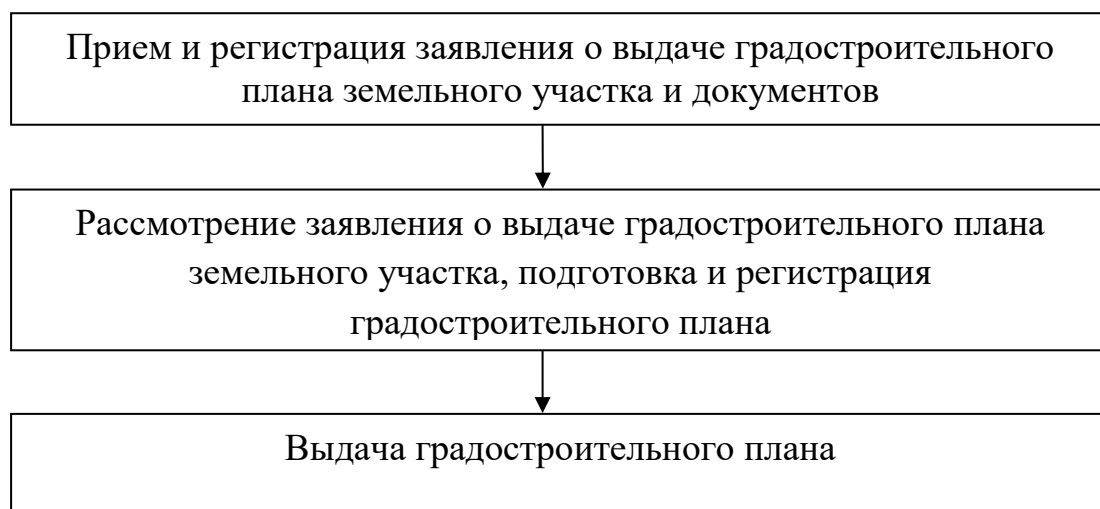 Прием и регистрация заявления о выдаче градостроительного
плана земельного участка и документов
Рассмотрение заявления о выдаче градостроительного плана
земельного участка, подготовка и регистрация
градостроительного плана
Выдача градостроительного плана